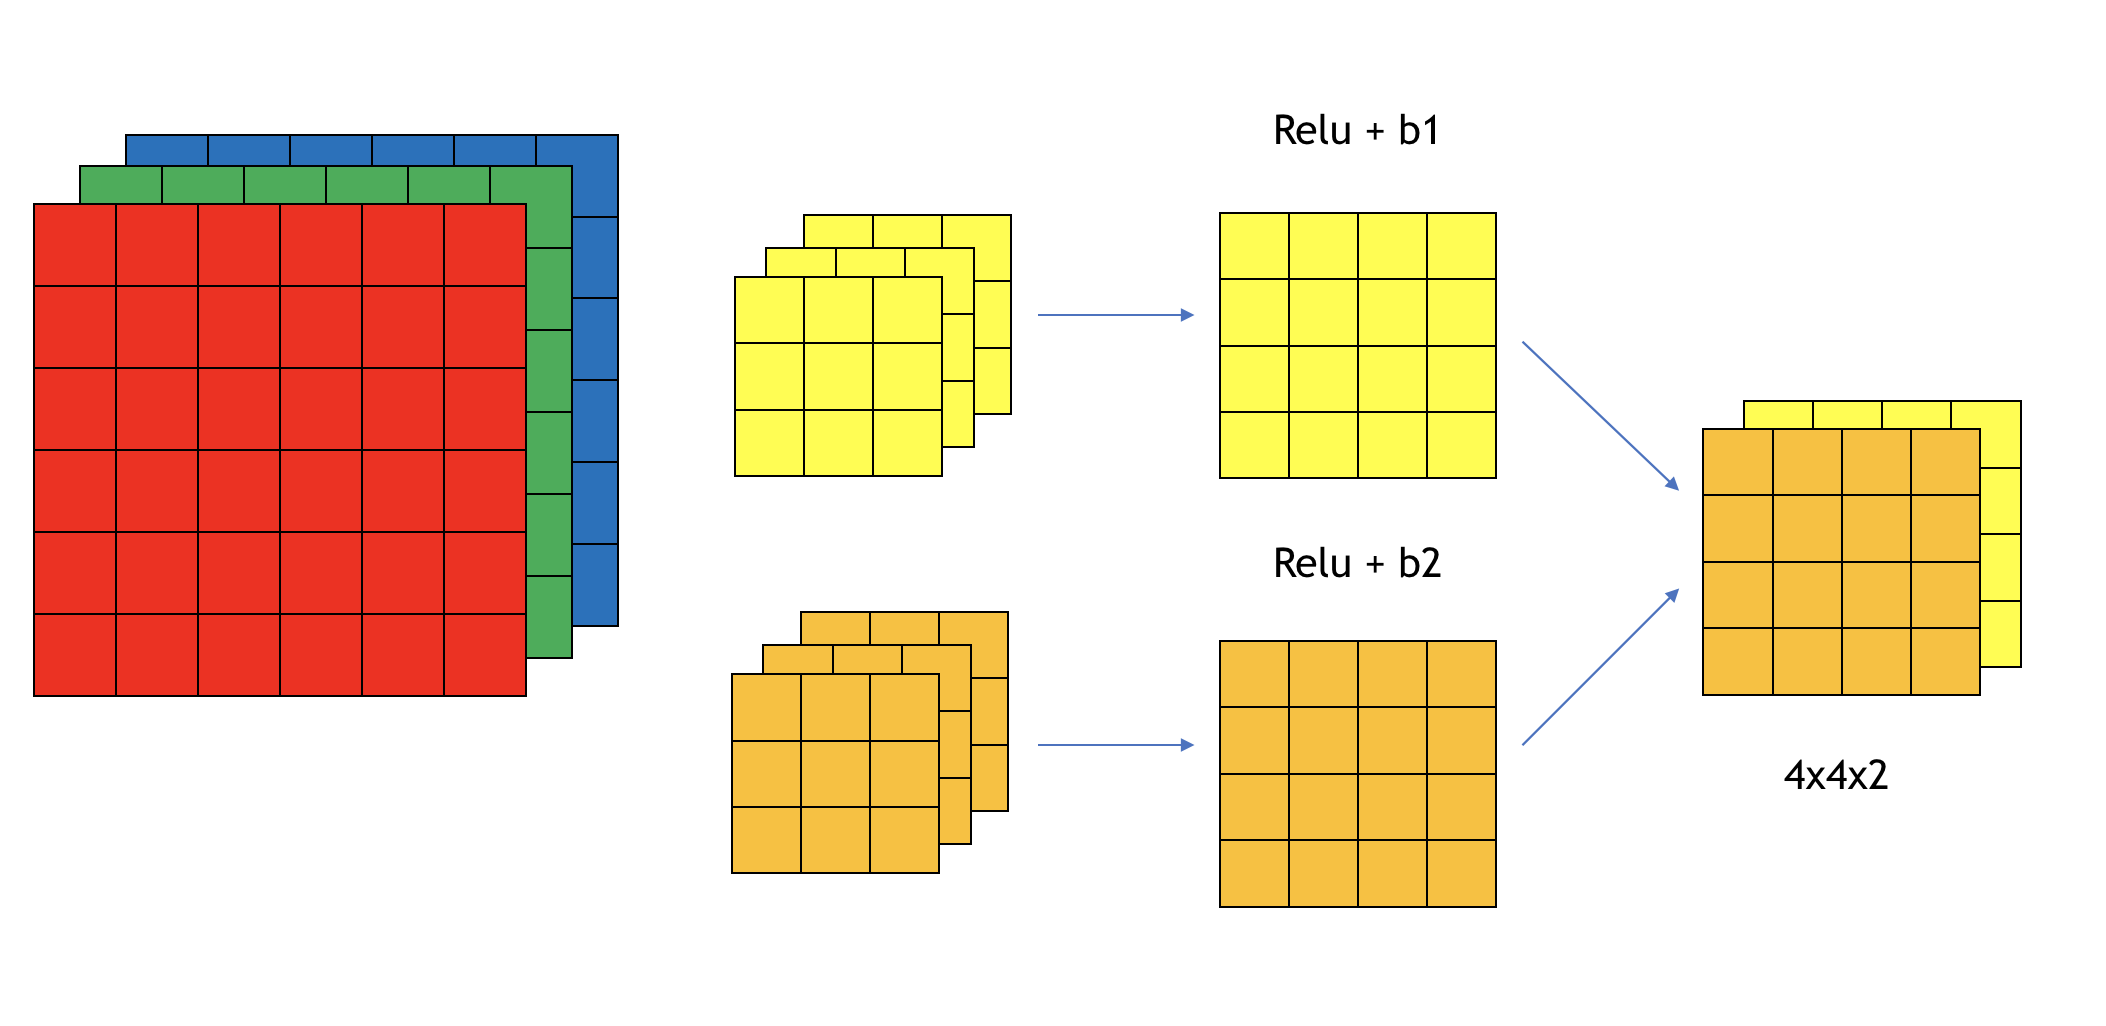 Relu + b1
Relu + b2
4x4x2